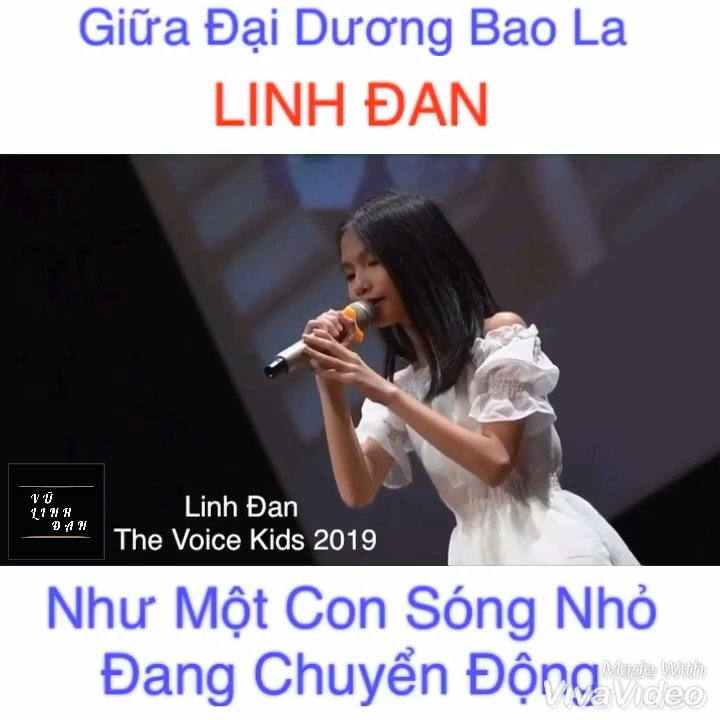 Giữa Đại Dương Bao La
LINH ĐAN
VŨ
LINH
ĐAN
Linh Đan
The Voice Kids 2019
Như Một Con Sóng Nhỏ
Đang Chuyển Động
Made With
VivaVideo